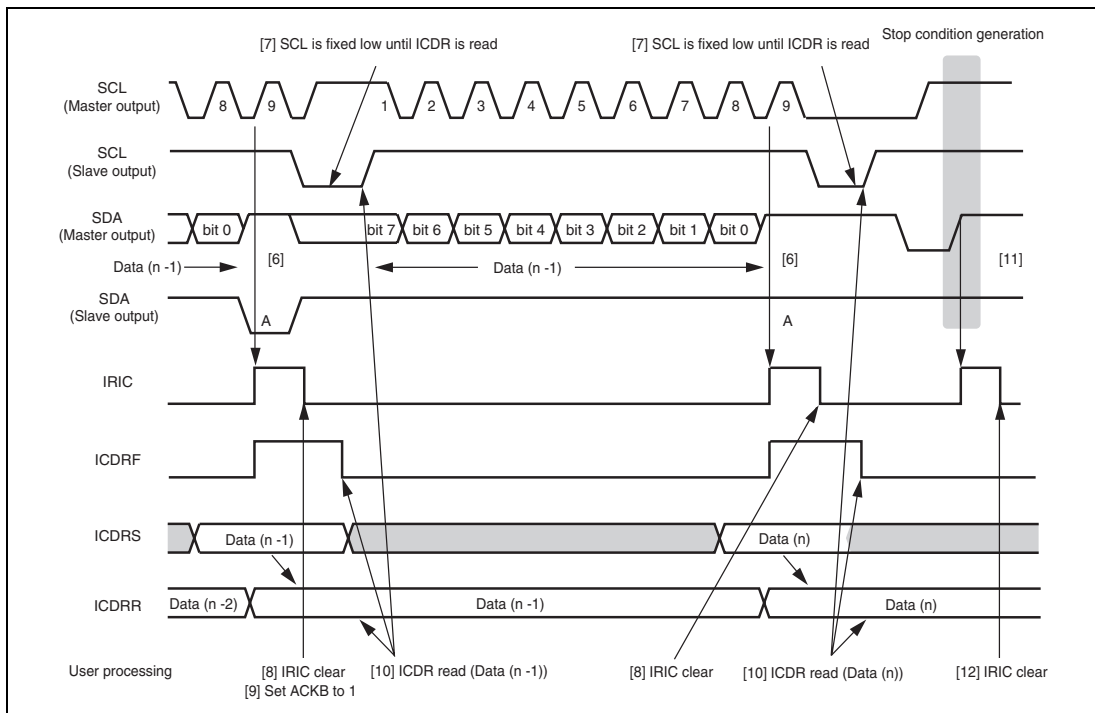 [7] SCL is fixed low until ICDR is read
[7] SCL is fixed low until ICDR is read
Stop condition generation
SCL
(Master output)
8 9 1 2 3 4 5 6 7 8 9
SCL
(Slave output)
SDA
(Master output)
bit 0 bit 7 bit 6 bit 5 bit 4 bit 3 bit 2 bit 1 bit 0
[6] [6] [11]
Data (n -1) Data (n -1)
SDA
(Slave output)
A A
IRIC
ICDRF
ICDRS
Data (n -1) Data (n)
ICDRR
Data (n -2) Data (n -1) Data (n)
User processing
[8] IRIC clear
[9] Set ACKB to 1
[10] ICDR read (Data (n -1))
[8] IRIC clear
[10] ICDR read (Data (n))
[12] IRIC clear